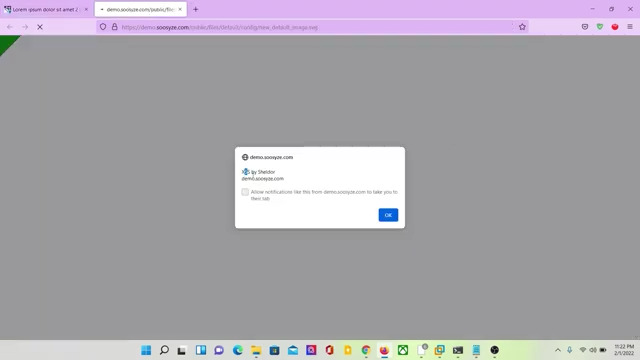 Lorem ipsum dolor sit amet
demo.soosyze.com/public/files
https://demo.soosyze.com/public/files/default/config/new_default_image.svg
demo.soosyze.com
XSS by Sheldor
demo.soosyze.com
Allow notifications like this from demo.soosyze.com to take you to
their tab
OK
11:22 PM
2/1/2022